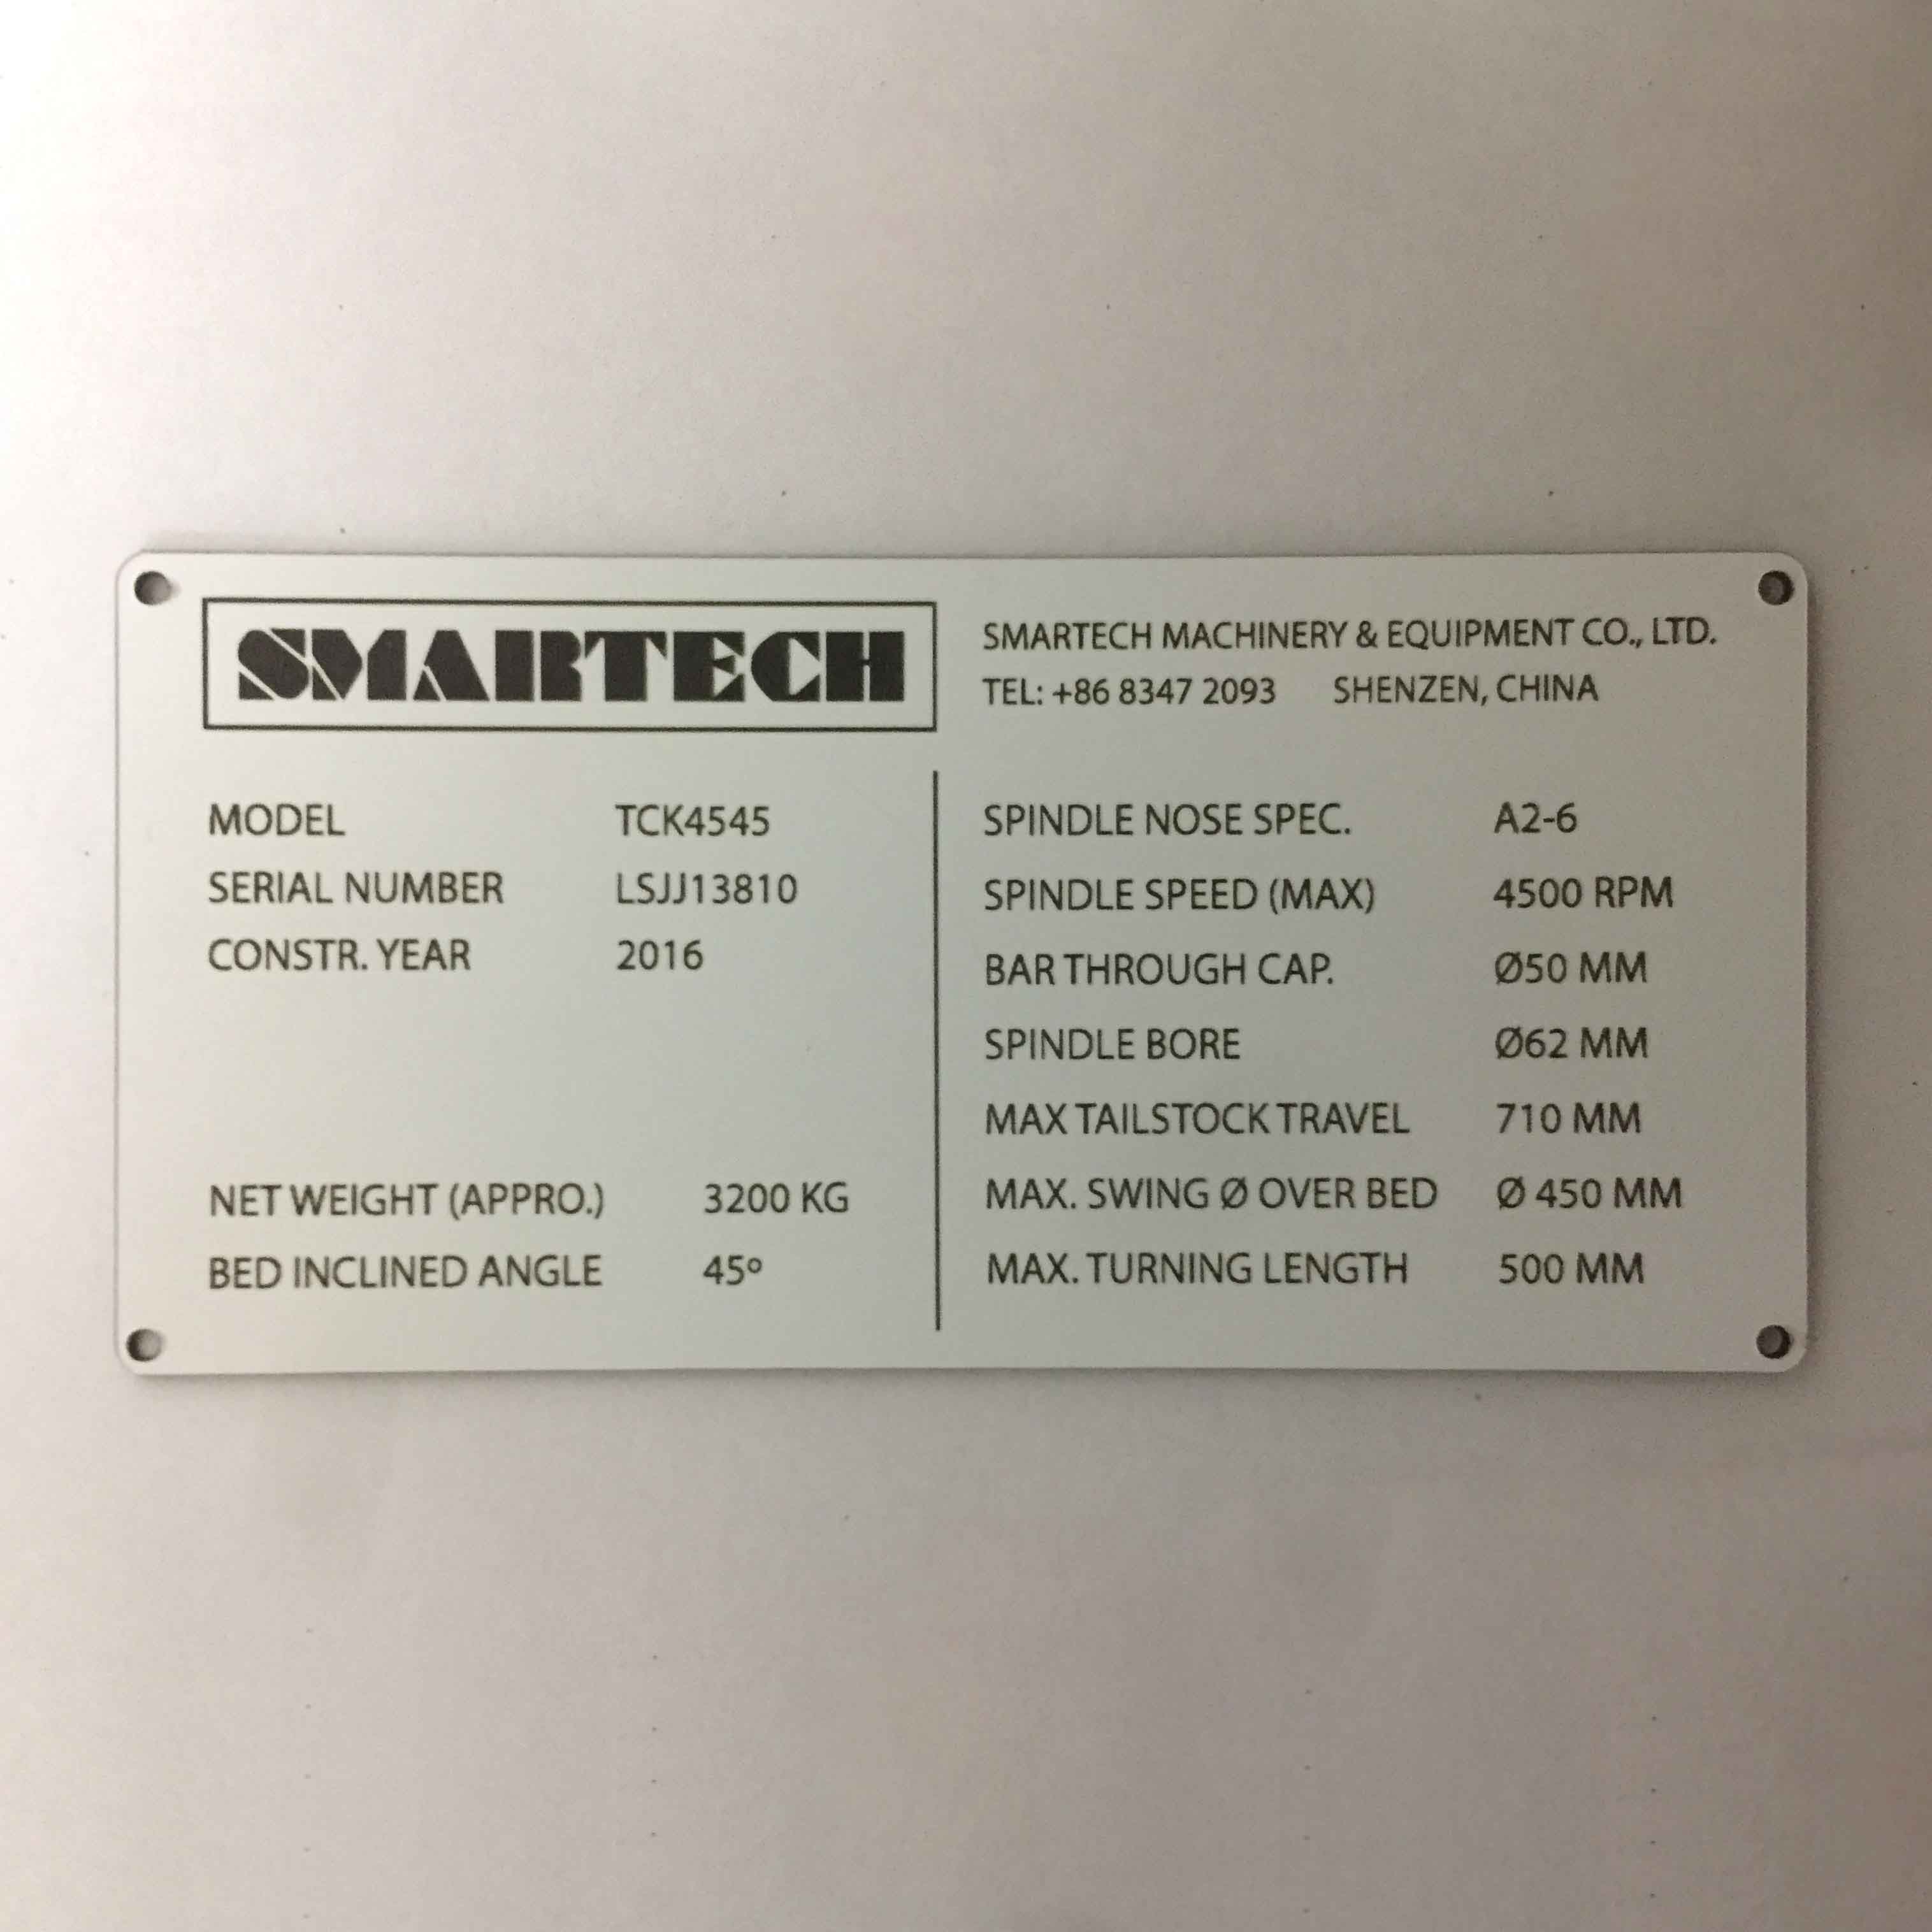 SMARTECH
SMARTECH MACHINERY & EQUIPMENT CO., LTD.
TEL: +86 8347 2093 SHENZEN, CHINA
MODEL TCK4545
SERIAL NUMBER LSJJ13810
CONSTR. YEAR 2016
NET WEIGHT (APPRO.) 3200 KG
BED INCLINED ANGLE 45º
SPINDLE NOSE SPEC. A2-6
SPINDLE SPEED (MAX) 4500 RPM
BAR THROUGH CAP. Ø50 MM
SPINDLE BORE Ø62 MM
MAX TAILSTOCK TRAVEL 710 MM
MAX. SWING Ø OVER BED Ø 450 MM
MAX. TURNING LENGTH 500 MM